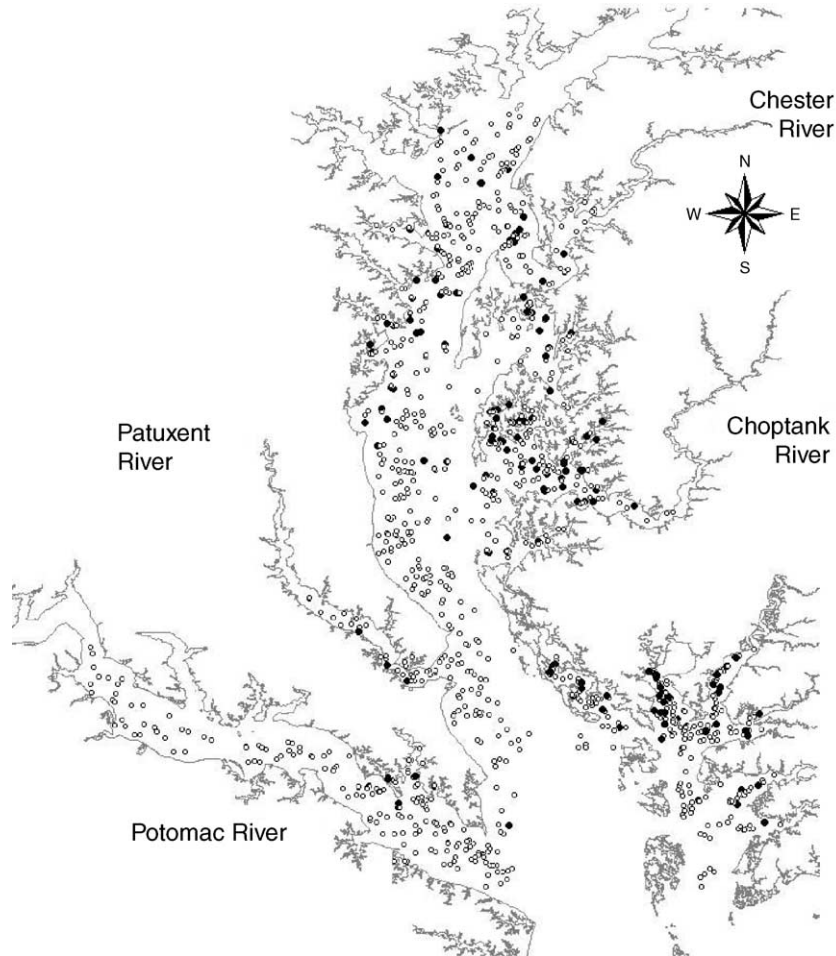 Chester
River
N
W
E
S
Patuxent
River
Choptank
River
Potomac River